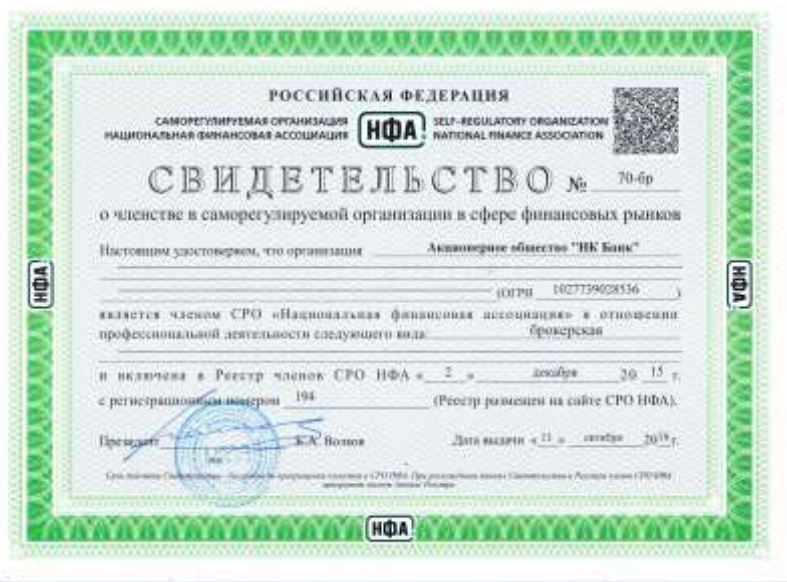 РОССИЙСКАЯ ФЕДЕРАЦИЯ
САМОРЕГУЛИРУЕМАЯ ОРГАНИЗАЦИЯ
НАЦИОНАЛЬНАЯ ФИНАНСОВАЯ АССОЦИАЦИЯ
НФА
SELF-REGULATORY ORGANIZATION
NATIONAL FINANCE ASSOCIATION
СВИДЕТЕЛЬСТВО № 70-бр
о членстве в саморегулируемой организации в сфере финансовых рынков
Настоящим удостоверяем, что организация Акционерное общество "НК Банк"
(ОГРН 1027739028536 )
является членом СРО «Национальная финансовая ассоциация» в отношении
профессиональной деятельности следующего вида брокерская
и включена в Реестр членов СРО НФА « 2 » декабря 20 15 г.
с регистрационным номером 194 (Реестр размещен на сайте СРО НФА).
Президент К.А. Волков Дата выдачи « 11 » 20 г.
НФА
НФА
НФА